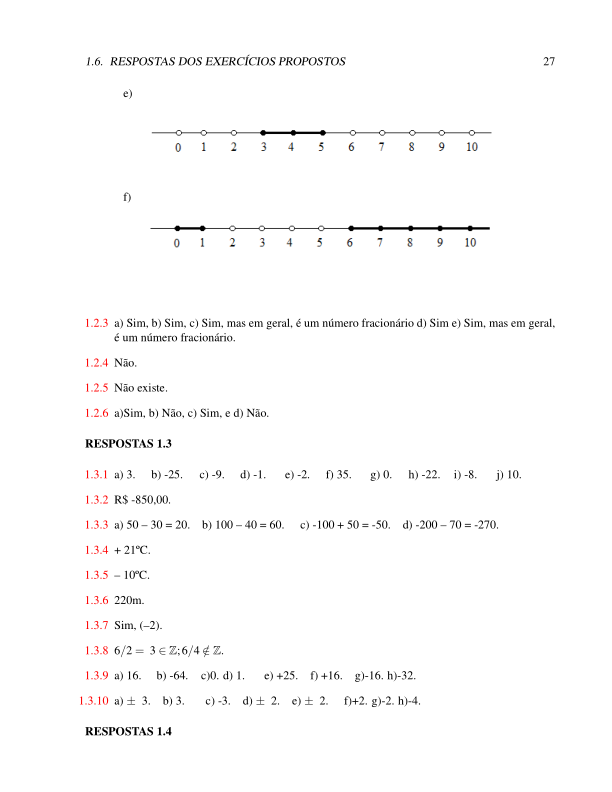 1.6. RESPOSTAS DOS EXERCÍCIOS PROPOSTOS 27
e)
0 1 2 3 4 5 6 7 8 9 10
f)
0 1 2 3 4 5 6 7 8 9 10
1.2.3 a) Sim, b) Sim, c) Sim, mas em geral, é um número fracionário d) Sim e) Sim, mas em geral,
é um número fracionário.
1.2.4 Não.
1.2.5 Não existe.
1.2.6 a)Sim, b) Não, c) Sim, e d) Não.
RESPOSTAS 1.3
1.3.1 a) 3. b) -25. c) -9. d) -1. e) -2. f) 35. g) 0. h) -22. i) -8. j) 10.
1.3.2 R$ -850,00.
1.3.3 a) 50 – 30 = 20. b) 100 – 40 = 60. c) -100 + 50 = -50. d) -200 – 70 = -270.
1.3.4 + 21ºC.
1.3.5 – 10ºC.
1.3.6 220m.
1.3.7 Sim, (–2).
1.3.8 6/2 = 3 ∈ ℤ; 6/4 ∉ ℤ.
1.3.9 a) 16. b) -64. c)0. d) 1. e) +25. f) +16. g)-16. h)-32.
1.3.10 a) ± 3. b) 3. c) -3. d) ± 2. e) ± 2. f)+2. g)-2. h)-4.
RESPOSTAS 1.4